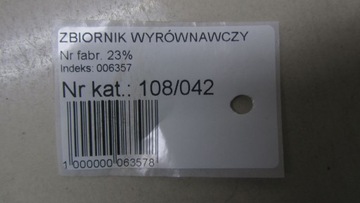 ZBIORNIK WYRÓWNAWCZY
Nr fabr. 23%
Indeks: 006357
Nr kat.: 108/042
1 000000 063578